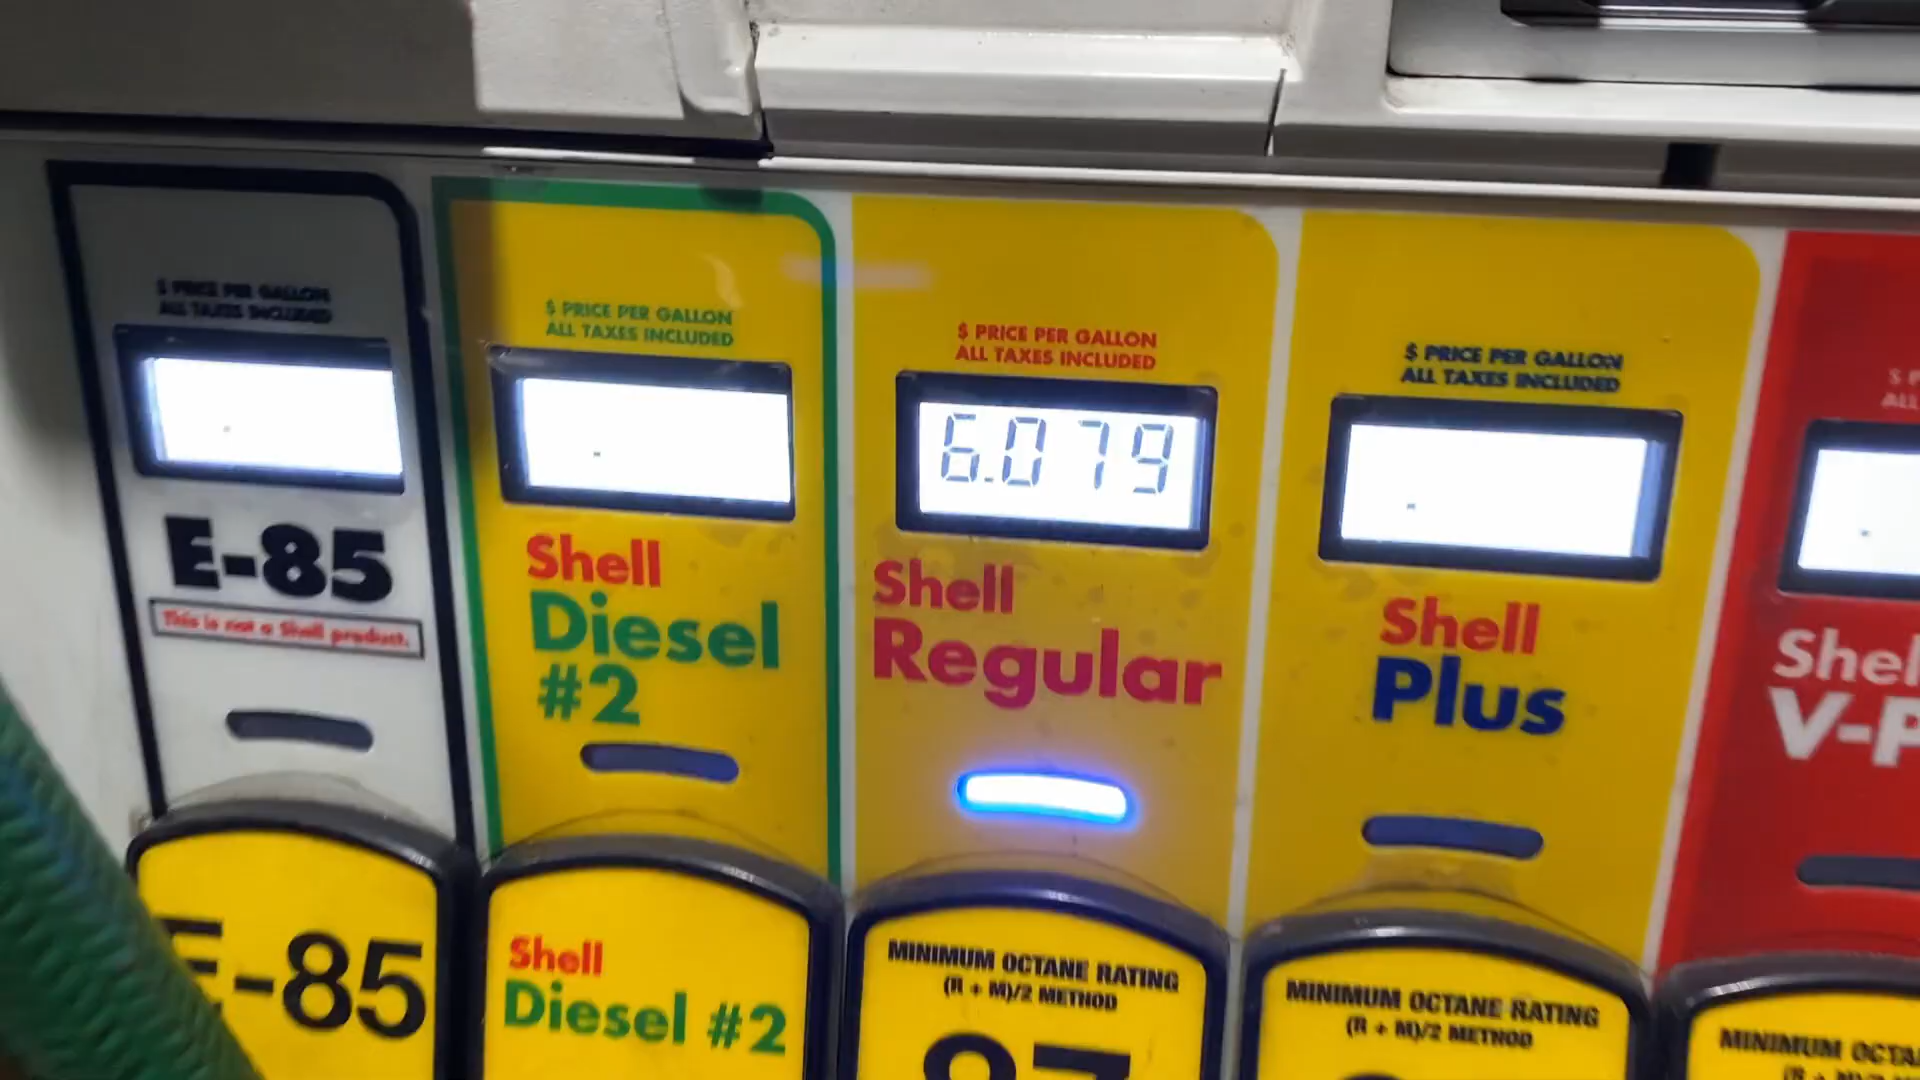 $ PRICE PER GALLON
ALL TAXES INCLUDED
E-85
This is not a Shell product.
E-85
$ PRICE PER GALLON
ALL TAXES INCLUDED
Shell
Diesel
#2
Shell
Diesel #2
$ PRICE PER GALLON
ALL TAXES INCLUDED
6.079
Shell
Regular
MINIMUM OCTANE RATING
(R + M)/2 METHOD
87
$ PRICE PER GALLON
ALL TAXES INCLUDED
Shell
Plus
MINIMUM OCTANE RATING
(R + M)/2 METHOD
$ P
ALL
Shel
V-P
MINIMUM OCTA